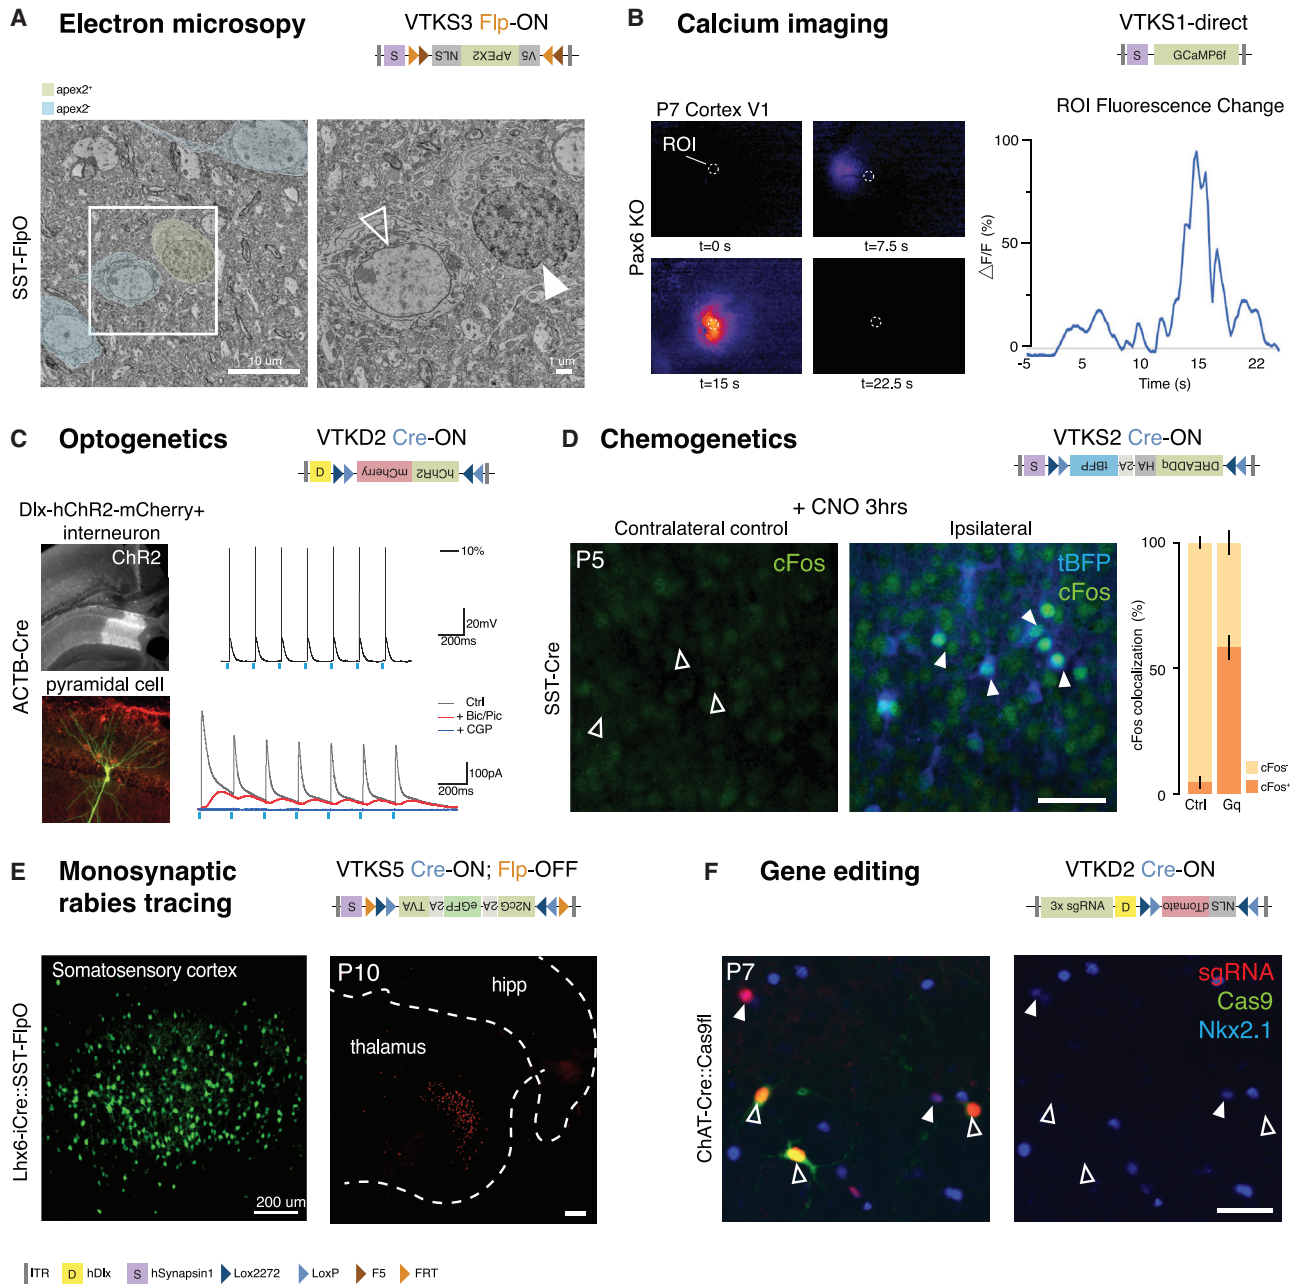 A Electron microsopy
VTKS3 Flp-ON
S NLS APEX2 V5
apex2⁺
apex2⁻
SST-FlpO
10 um
1 um
B Calcium imaging
VTKS1-direct
S GCaMP6f
P7 Cortex V1
ROI Fluorescence Change
Pax6 KO
ROI
t=0 s
t=7.5 s
t=15 s
t=22.5 s
100
50
0
△F/F (%)
-5 5 15 22
Time (s)
C Optogenetics
VTKD2 Cre-ON
D mCherry hChR2
Dlx-hChR2-mCherry+
interneuron
ChR2
ACTB-Cre
pyramidal cell
10%
20mV
200ms
Ctrl
+ Bic/Pic
+ CGP
100pA
200ms
D Chemogenetics
VTKS2 Cre-ON
S tBFP 2A HA DREADDq
+ CNO 3hrs
Contralateral control
Ipsilateral
P5
cFos
tBFP
cFos
SST-Cre
cFos colocalization (%)
100
50
0
Ctrl Gq
cFos⁻
cFos⁺
E Monosynaptic
rabies tracing
VTKS5 Cre-ON; Flp-OFF
S TVA 2A eGFP 2A N2cG
Lhx6-iCre::SST-FlpO
Somatosensory cortex
200 um
P10
hipp
thalamus
F Gene editing
VTKD2 Cre-ON
3x sgRNA D dTomato NLS
ChAT-Cre::Cas9fl
P7
sgRNA
Cas9
Nkx2.1
ITR D hDlx S hSynapsin1 Lox2272 LoxP F5 FRT